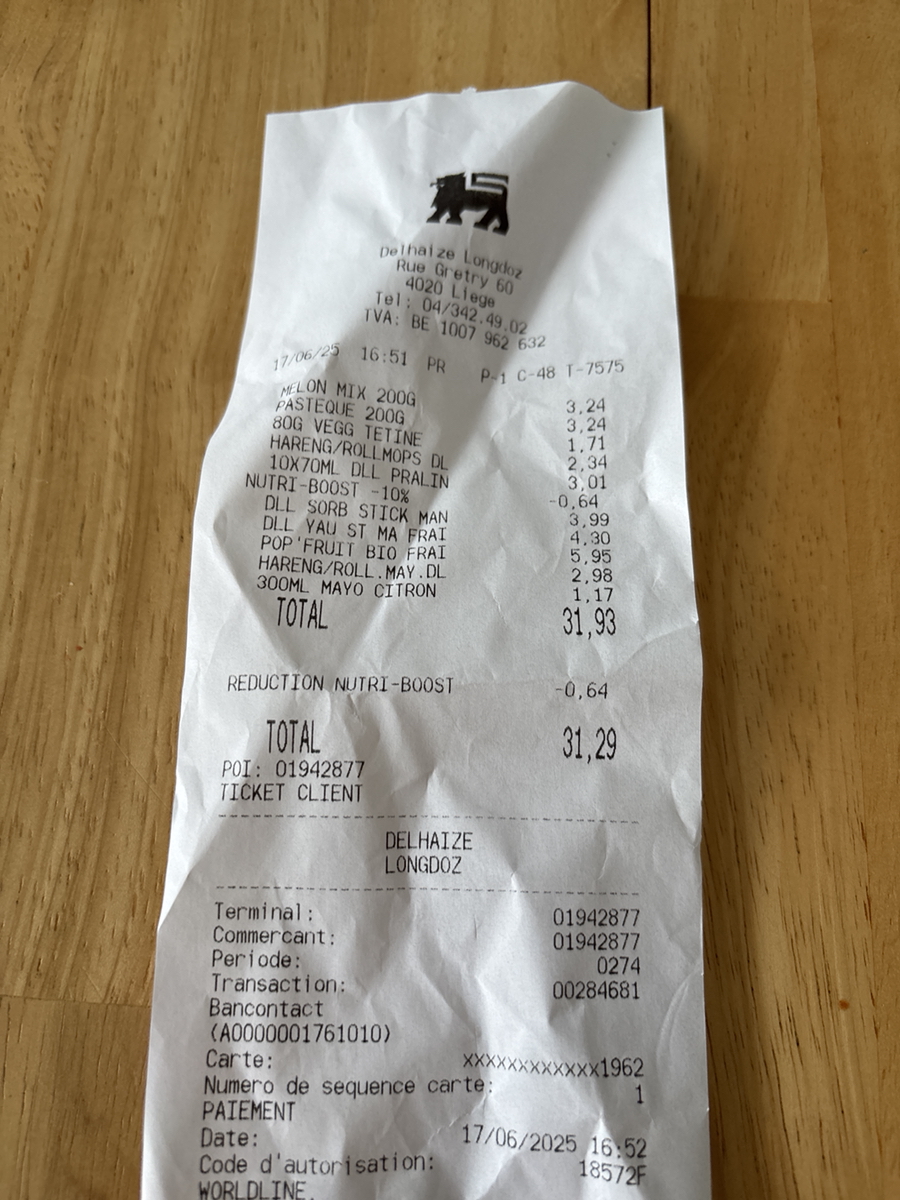 Delhaize Longdoz
Rue Gretry 60
4020 Liege
Tel: 04/342.49.02
TVA: BE 1007 962 632
17/06/25 16:51 PR P-1 C-48 T-7575
MELON MIX 200G 3,24
PASTEQUE 200G 3,24
80G VEGG TETINE 1,71
HARENG/ROLLMOPS DL 2,34
10X70ML DLL PRALIN 3,01
NUTRI-BOOST -10% -0,64
DLL SORB STICK MAN 3,99
DLL YAU ST MA FRAI 4,30
POP'FRUIT BIO FRAI 5,95
HARENG/ROLL.MAY.DL 2,98
300ML MAYO CITRON 1,17
TOTAL 31,93
REDUCTION NUTRI-BOOST -0,64
TOTAL 31,29
POI: 01942877
TICKET CLIENT
DELHAIZE
LONGDOZ
Terminal: 01942877
Commercant: 01942877
Periode: 0274
Transaction: 00284681
Bancontact
(A0000001761010)
Carte: xxxxxxxxxxxx1962
Numero de sequence carte: 1
PAIEMENT
Date: 17/06/2025 16:52
Code d'autorisation: 18572F
WORLDLINE.